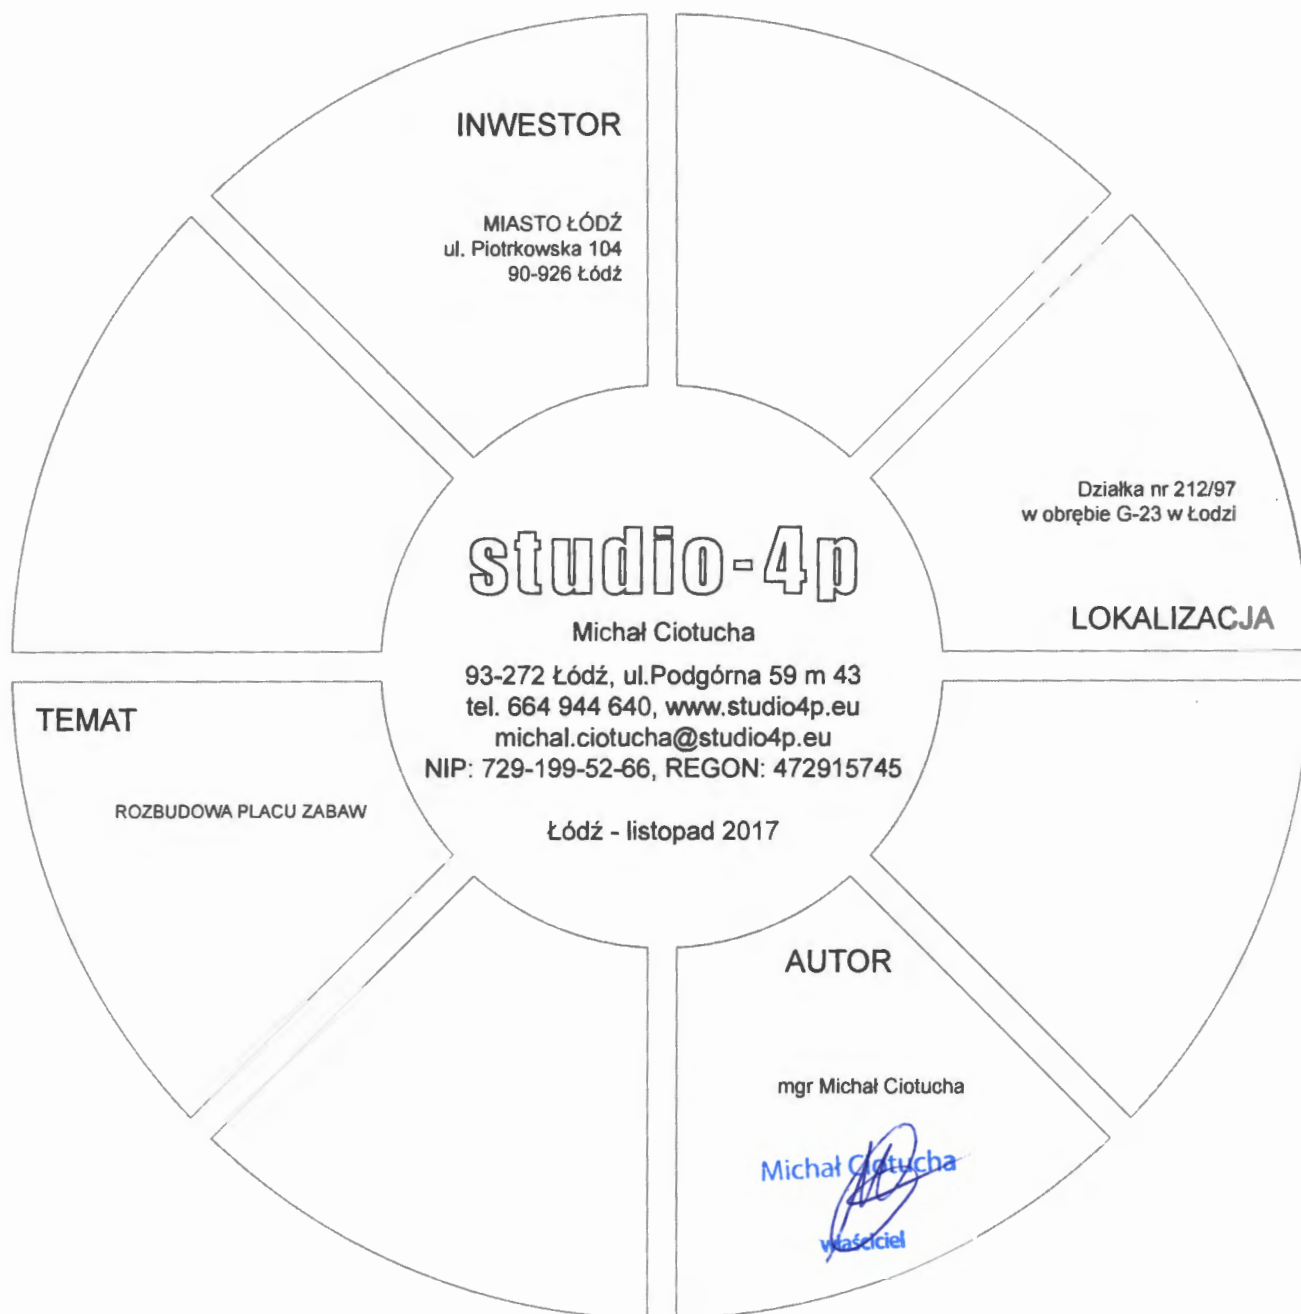 INWESTOR
MIASTO ŁÓDŹ
ul. Piotrkowska 104
90-926 Łódź
Działka nr 212/97
w obrębie G-23 w Łodzi
LOKALIZACJA
studio-4p
Michał Ciotucha
93-272 Łódź, ul.Podgórna 59 m 43
tel. 664 944 640, www.studio4p.eu
michal.ciotucha@studio4p.eu
NIP: 729-199-52-66, REGON: 472915745
Łódź - listopad 2017
TEMAT
ROZBUDOWA PLACU ZABAW
AUTOR
mgr Michał Ciotucha
Michał Ciotucha
właściciel